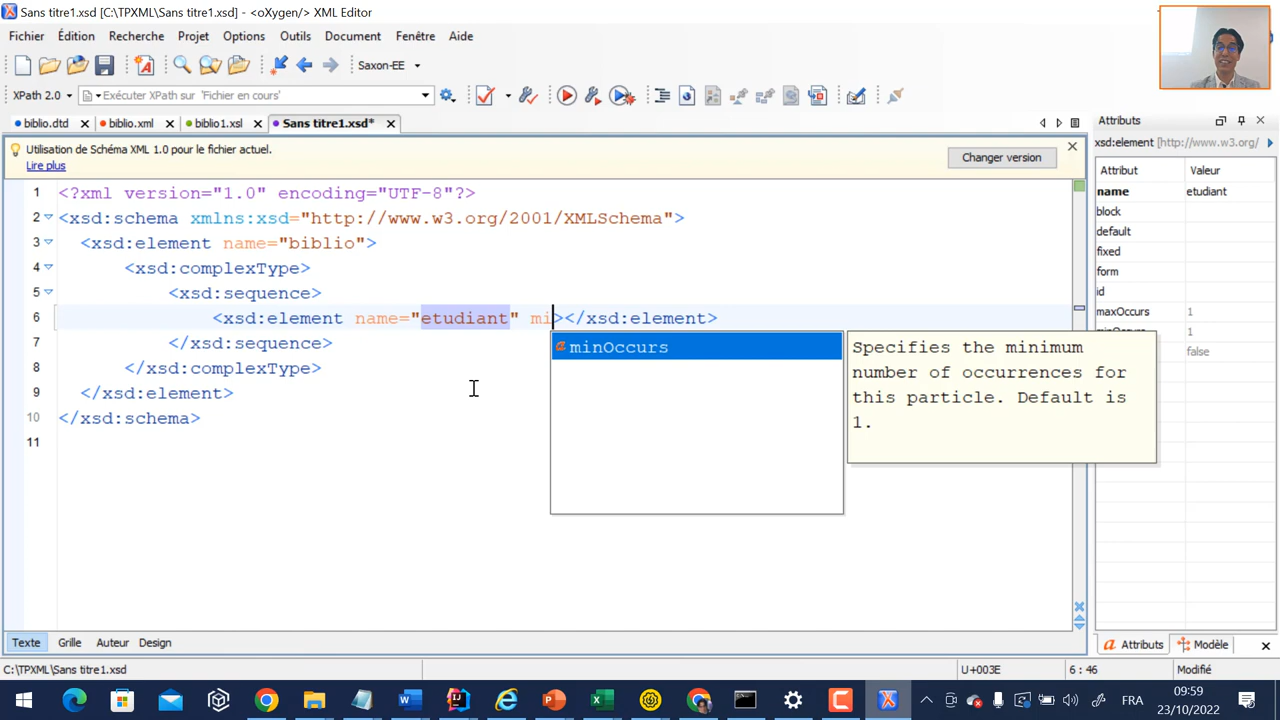 Sans titre1.xsd [C:\TPXML\Sans titre1.xsd] - <oXygen/> XML Editor
Fichier Édition Recherche Projet Options Outils Document Fenêtre Aide
Saxon-EE
XPath 2.0 Exécuter XPath sur 'Fichier en cours'
biblio.dtd biblio.xml biblio1.xsl Sans titre1.xsd*
Utilisation de Schéma XML 1.0 pour le fichier actuel.
Lire plus
Changer version
1 <?xml version="1.0" encoding="UTF-8"?>
2 <xsd:schema xmlns:xsd="http://www.w3.org/2001/XMLSchema">
3 <xsd:element name="biblio">
4 <xsd:complexType>
5 <xsd:sequence>
6 <xsd:element name="etudiant" mi></xsd:element>
7 </xsd:sequence>
8 </xsd:complexType>
9 </xsd:element>
10 </xsd:schema>
11
minOccurs
Specifies the minimum
number of occurrences for
this particle. Default is
1.
Attributs
xsd:element [http://www.w3.org/
Attribut Valeur
name etudiant
block
default
fixed
form
id
maxOccurs 1
minOccurs 1
false
Attributs Modèle
Texte Grille Auteur Design
C:\TPXML\Sans titre1.xsd U+003E 6 : 46 Modifié
FRA
09:59
23/10/2022